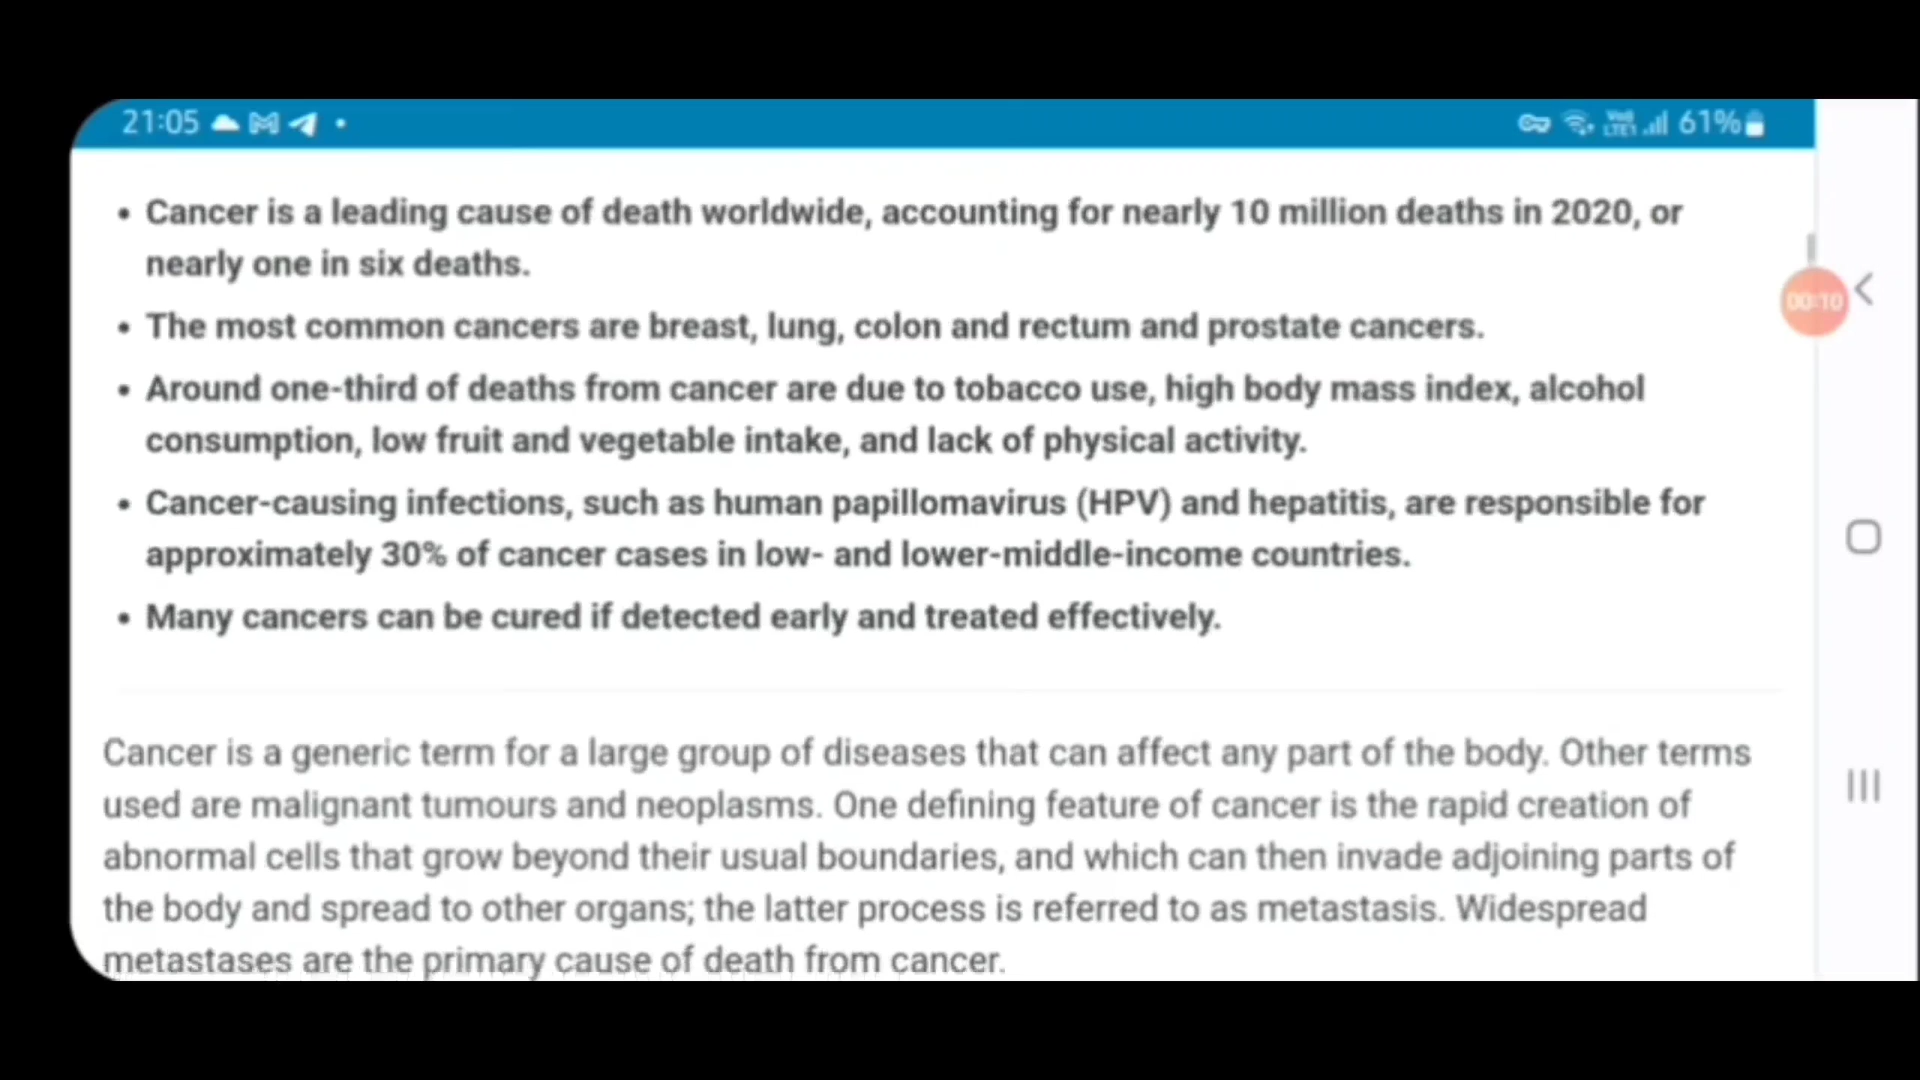 21:05 61%
• Cancer is a leading cause of death worldwide, accounting for nearly 10 million deaths in 2020, or
nearly one in six deaths.
00:10
• The most common cancers are breast, lung, colon and rectum and prostate cancers.
• Around one-third of deaths from cancer are due to tobacco use, high body mass index, alcohol
consumption, low fruit and vegetable intake, and lack of physical activity.
• Cancer-causing infections, such as human papillomavirus (HPV) and hepatitis, are responsible for
approximately 30% of cancer cases in low- and lower-middle-income countries.
• Many cancers can be cured if detected early and treated effectively.
Cancer is a generic term for a large group of diseases that can affect any part of the body. Other terms
used are malignant tumours and neoplasms. One defining feature of cancer is the rapid creation of
abnormal cells that grow beyond their usual boundaries, and which can then invade adjoining parts of
the body and spread to other organs; the latter process is referred to as metastasis. Widespread
metastases are the primary cause of death from cancer.